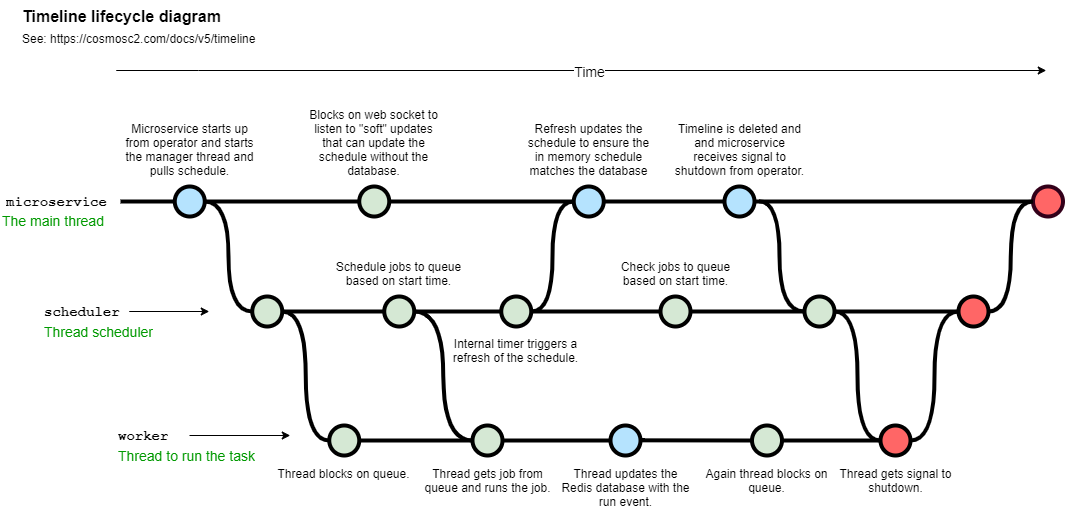 Timeline lifecycle diagram
See: https://cosmosc2.com/docs/v5/timeline
Time
Microservice starts up
from operator and starts
the manager thread and
pulls schedule.
Blocks on web socket to
listen to "soft" updates
that can update the
schedule without the
database.
Refresh updates the
schedule to ensure the
in memory schedule
matches the database
Timeline is deleted and
and microservice
receives signal to
shutdown from operator.
microservice
The main thread
Schedule jobs to queue
based on start time.
Check jobs to queue
based on start time.
scheduler
Thread scheduler
Internal timer triggers a
refresh of the schedule.
worker
Thread to run the task
Thread blocks on queue.
Thread gets job from
queue and runs the job.
Thread updates the
Redis database with the
run event.
Again thread blocks on
queue.
Thread gets signal to
shutdown.